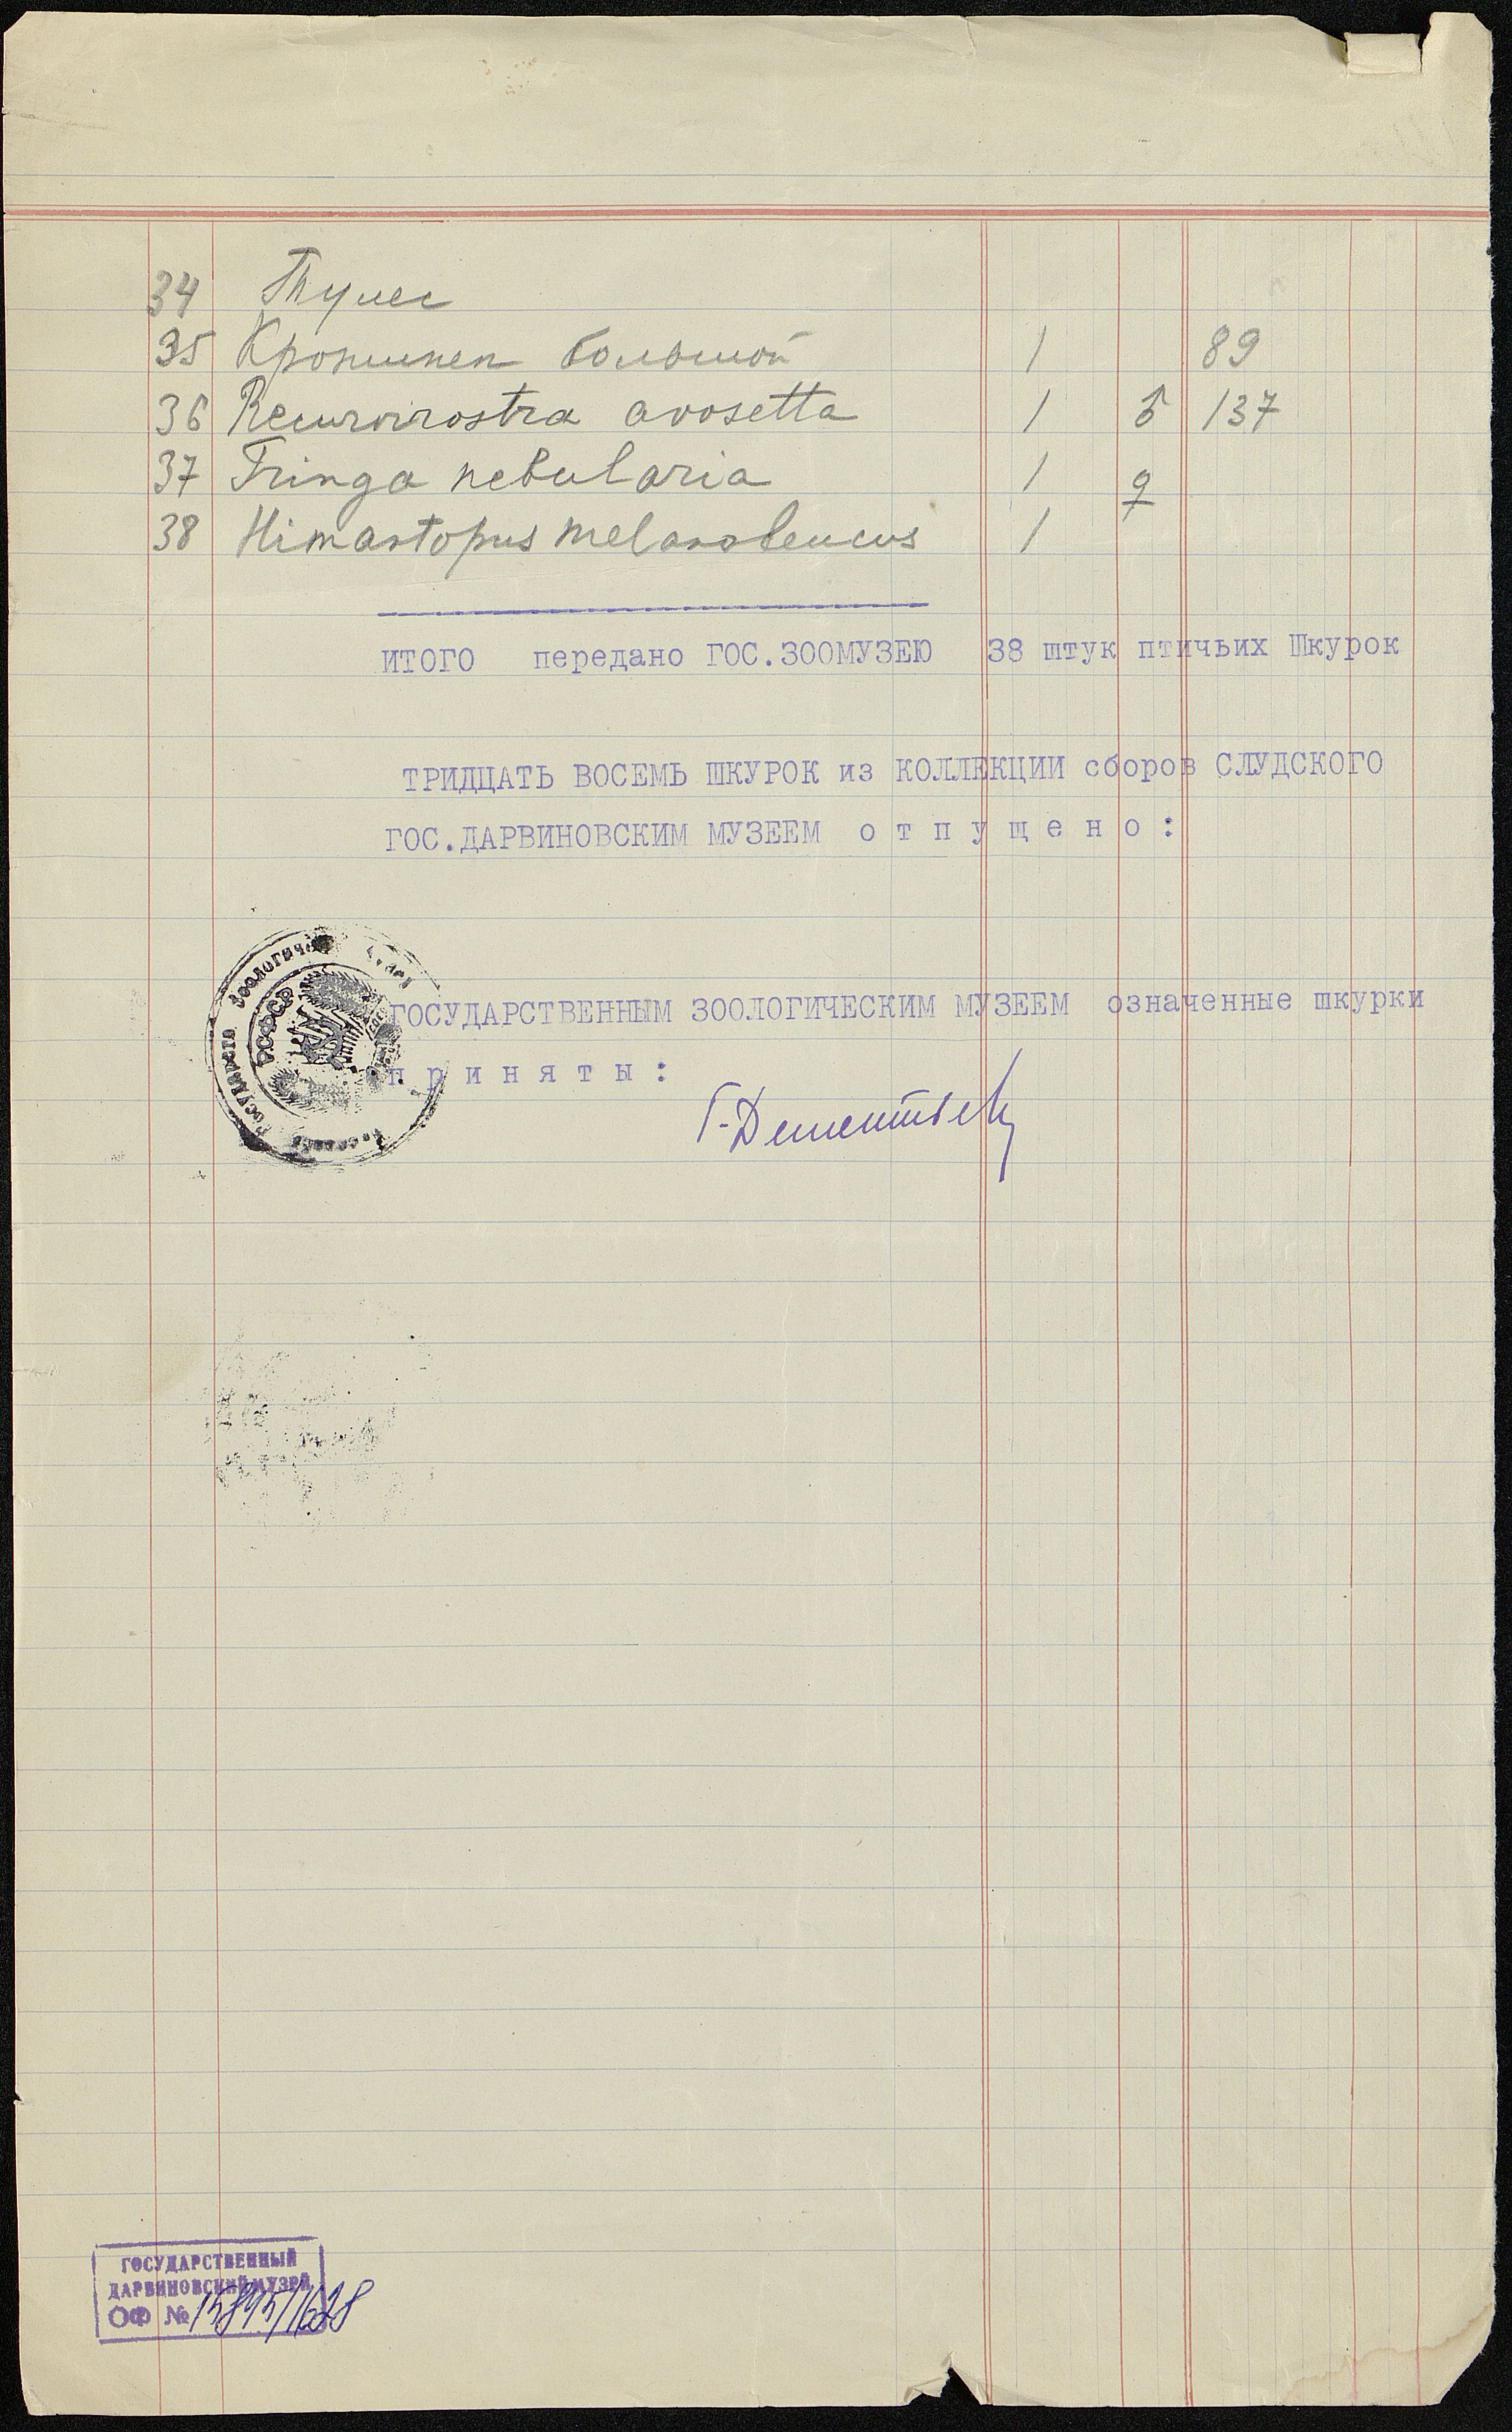 34 Тулес
35 Кроншнеп большой 1 89
36 Recurvirostra avosetta 1 ♂ 137
37 Tringa nebularia 1 ♀
38 Himantopus melanoleucus 1
ИТОГО передано ГОС.ЗООМУЗЕЮ 38 штук птичьих Шкурок
ТРИДЦАТЬ ВОСЕМЬ ШКУРОК из КОЛЛЕКЦИИ сборов СЛУДСКОГО
ГОС.ДАРВИНОВСКИМ МУЗЕЕМ о т п у щ е н о :
РСФСР
ГОСУДАРСТВЕННЫМ ЗООЛОГИЧЕСКИМ МУЗЕЕМ означенные шкурки
п р и н я т ы :
Г. Дементьев
ГОСУДАРСТВЕННЫЙ
ДАРВИНОВСКИЙ МУЗЕЙ
ОФ №